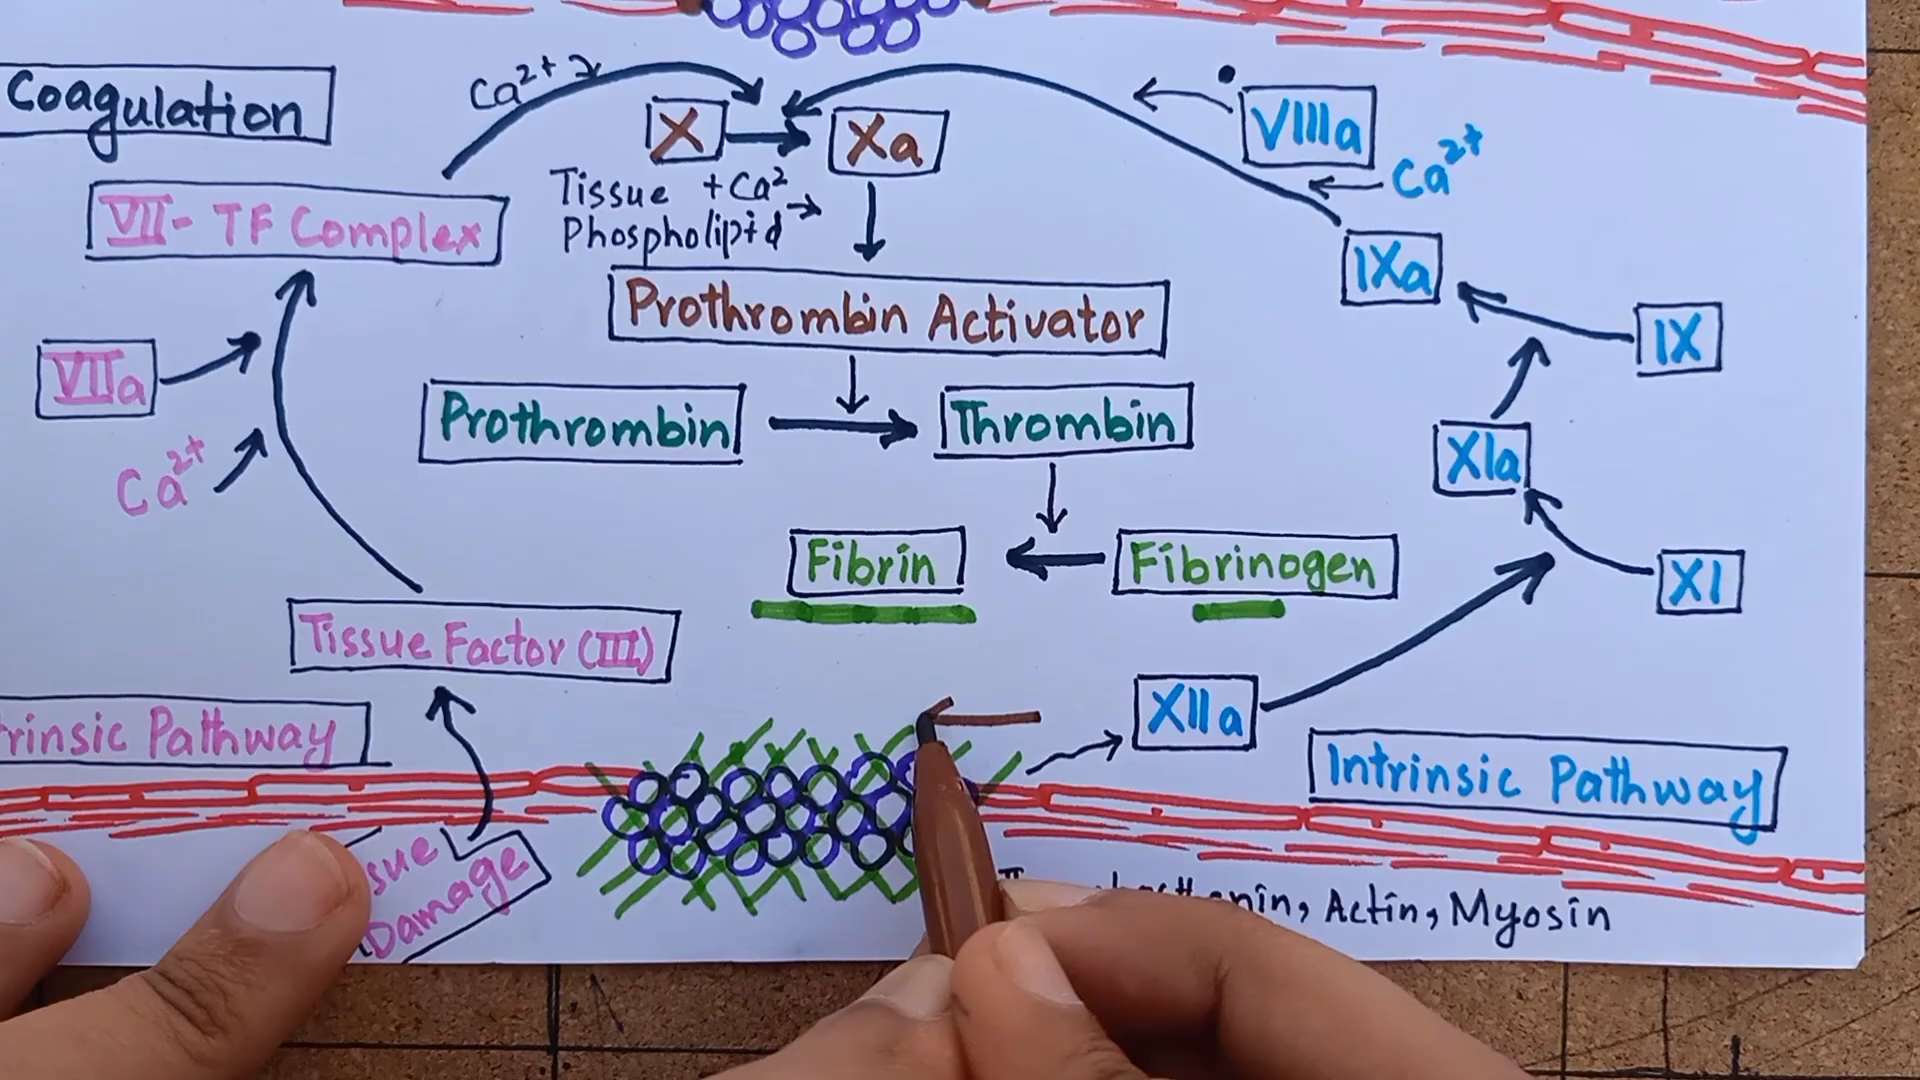 Coagulation
Ca²⁺
X
Xa
VIIIa
Ca²⁺
Tissue + Ca²
Phospholipid
VII - TF Complex
IXa
IX
Prothrombin Activator
VIIa
Prothrombin
Thrombin
XIa
Ca²⁺
Fibrin
Fibrinogen
XI
Tissue Factor (III)
XIIa
Pathway
Intrinsic Pathway
Damage
Actin, Myosin